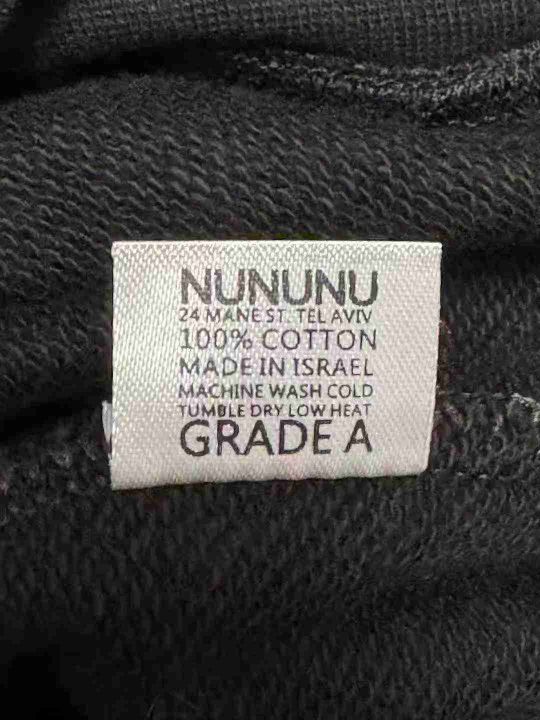 NUNUNU
24 MANE ST. TEL AVIV
100% COTTON
MADE IN ISRAEL
MACHINE WASH COLD
TUMBLE DRY LOW HEAT
GRADE A